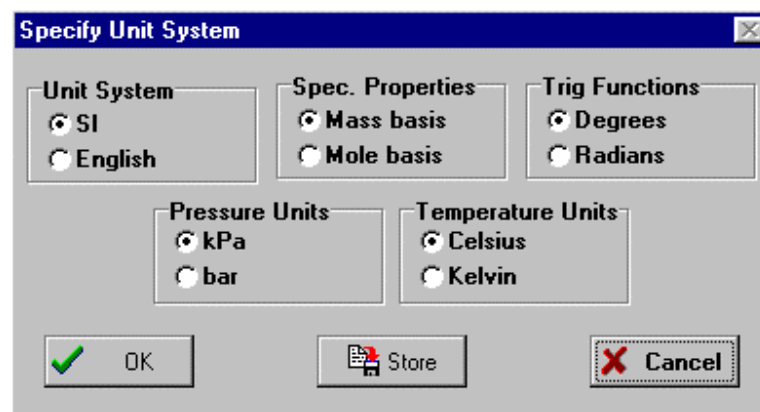 Specify Unit System
Unit System
SI
English
Spec. Properties
Mass basis
Mole basis
Trig Functions
Degrees
Radians
Pressure Units
kPa
bar
Temperature Units
Celsius
Kelvin
OK
Store
Cancel